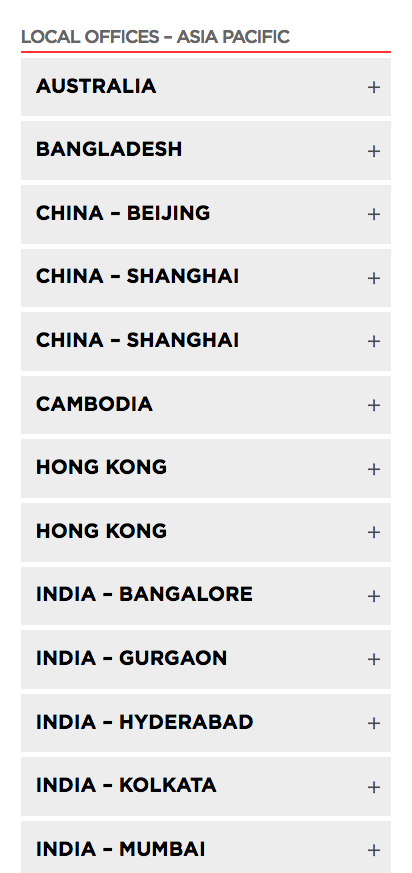 LOCAL OFFICES – ASIA PACIFIC
AUSTRALIA +
BANGLADESH +
CHINA – BEIJING +
CHINA – SHANGHAI +
CHINA – SHANGHAI +
CAMBODIA +
HONG KONG +
HONG KONG +
INDIA – BANGALORE +
INDIA – GURGAON +
INDIA – HYDERABAD +
INDIA – KOLKATA +
INDIA – MUMBAI +